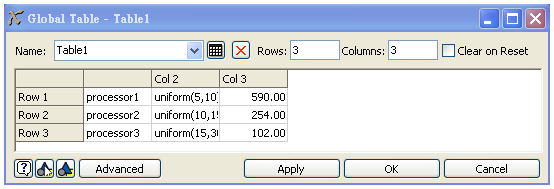 Global Table - Table1
Name: Table1 Rows: 3 Columns: 3 Clear on Reset
Col 2 Col 3
Row 1 processor1 uniform(5,10 590.00
Row 2 processor2 uniform(10,15 254.00
Row 3 processor3 uniform(15,30 102.00
? Advanced Apply OK Cancel